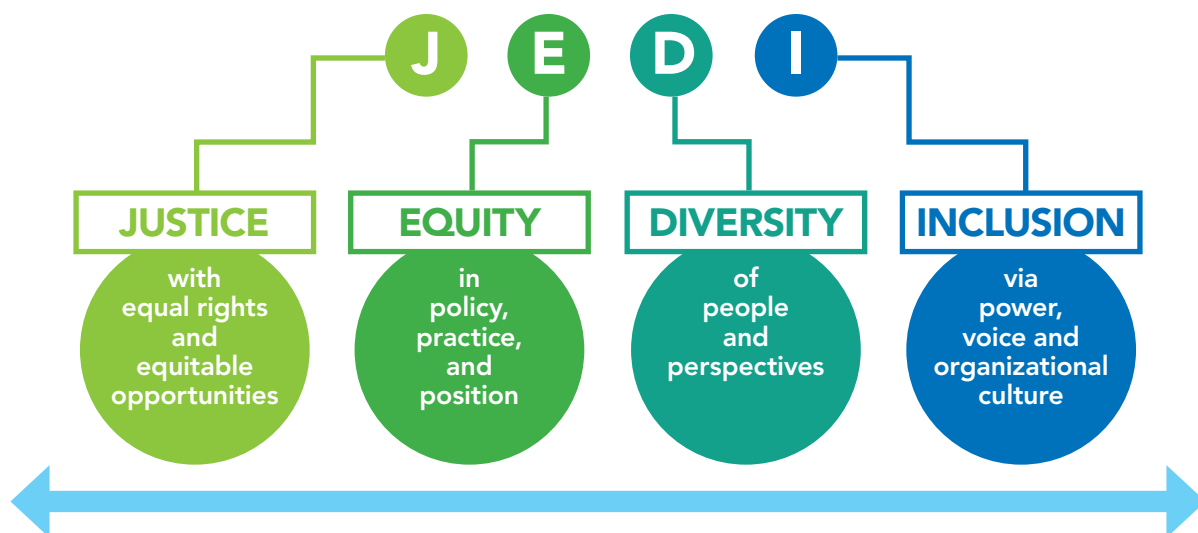 J E D I
JUSTICE
with
equal rights
and
equitable
opportunities
EQUITY
in
policy,
practice,
and
position
DIVERSITY
of
people
and
perspectives
INCLUSION
via
power,
voice and
organizational
culture